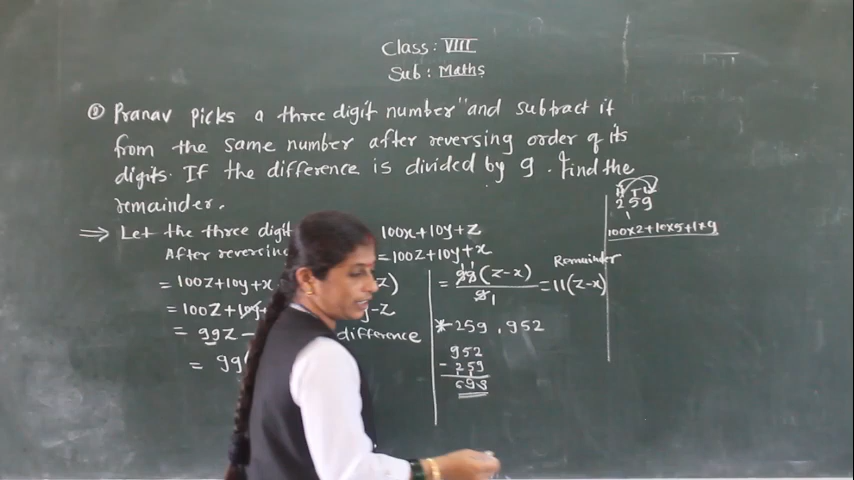 Class: VIII
Sub: Maths
② Pranav picks a three digit number" and subtract it
from the same number after reversing order of its
digits. If the difference is divided by 9. find the
remainder.
⇒ Let the three digit 100x+10y+z
After reversing =100z+10y+x
=100z+10y+x z)
=100z+10y -z
= 99z- difference
= 99(
= 99(z-x)/9 1 =11(z-x)
Remainder
* 259, 952
952
-259
693
H T U
259
100×2+10×5+1×9